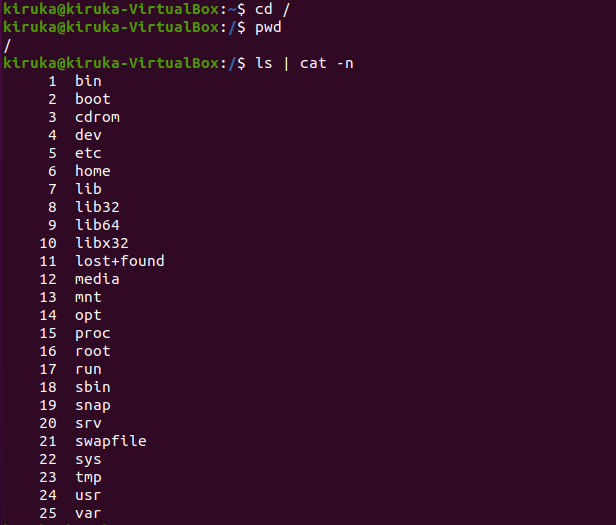 kiruka@kiruka-VirtualBox:~$ cd /
kiruka@kiruka-VirtualBox:/$ pwd
/
kiruka@kiruka-VirtualBox:/$ ls | cat -n
     1  bin
     2  boot
     3  cdrom
     4  dev
     5  etc
     6  home
     7  lib
     8  lib32
     9  lib64
    10  libx32
    11  lost+found
    12  media
    13  mnt
    14  opt
    15  proc
    16  root
    17  run
    18  sbin
    19  snap
    20  srv
    21  swapfile
    22  sys
    23  tmp
    24  usr
    25  var